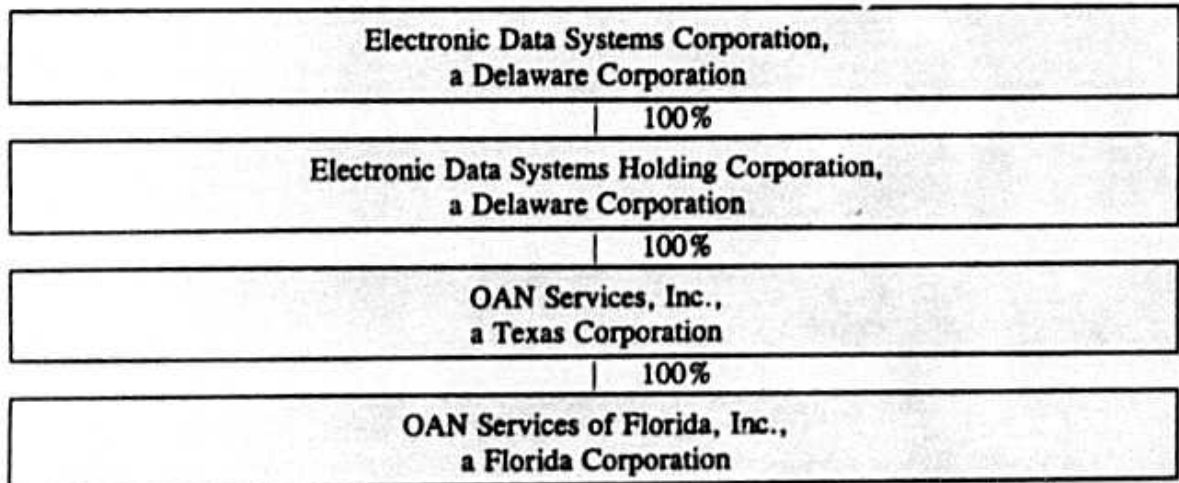 Electronic Data Systems Corporation,
a Delaware Corporation
100%
Electronic Data Systems Holding Corporation,
a Delaware Corporation
100%
OAN Services, Inc.,
a Texas Corporation
100%
OAN Services of Florida, Inc.,
a Florida Corporation